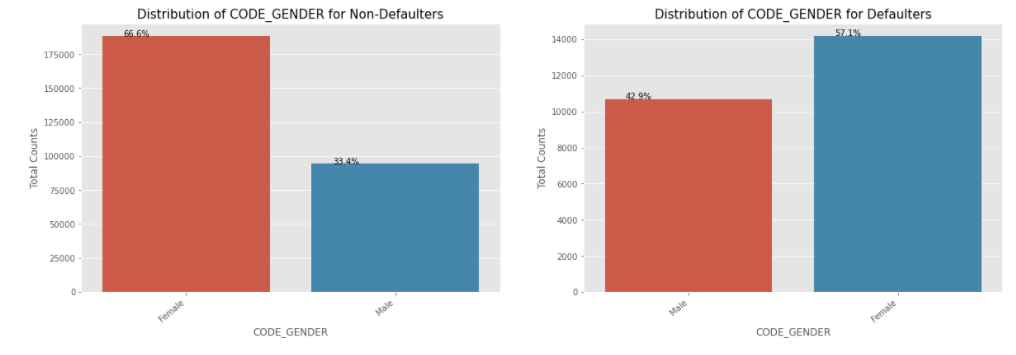 Distribution of CODE_GENDER for Non-Defaulters
66.6%
33.4%
175000
150000
125000
100000
75000
50000
25000
0
Total Counts
Female
Male
CODE_GENDER
Distribution of CODE_GENDER for Defaulters
42.9%
57.1%
14000
12000
10000
8000
6000
4000
2000
0
Total Counts
Male
Female
CODE_GENDER